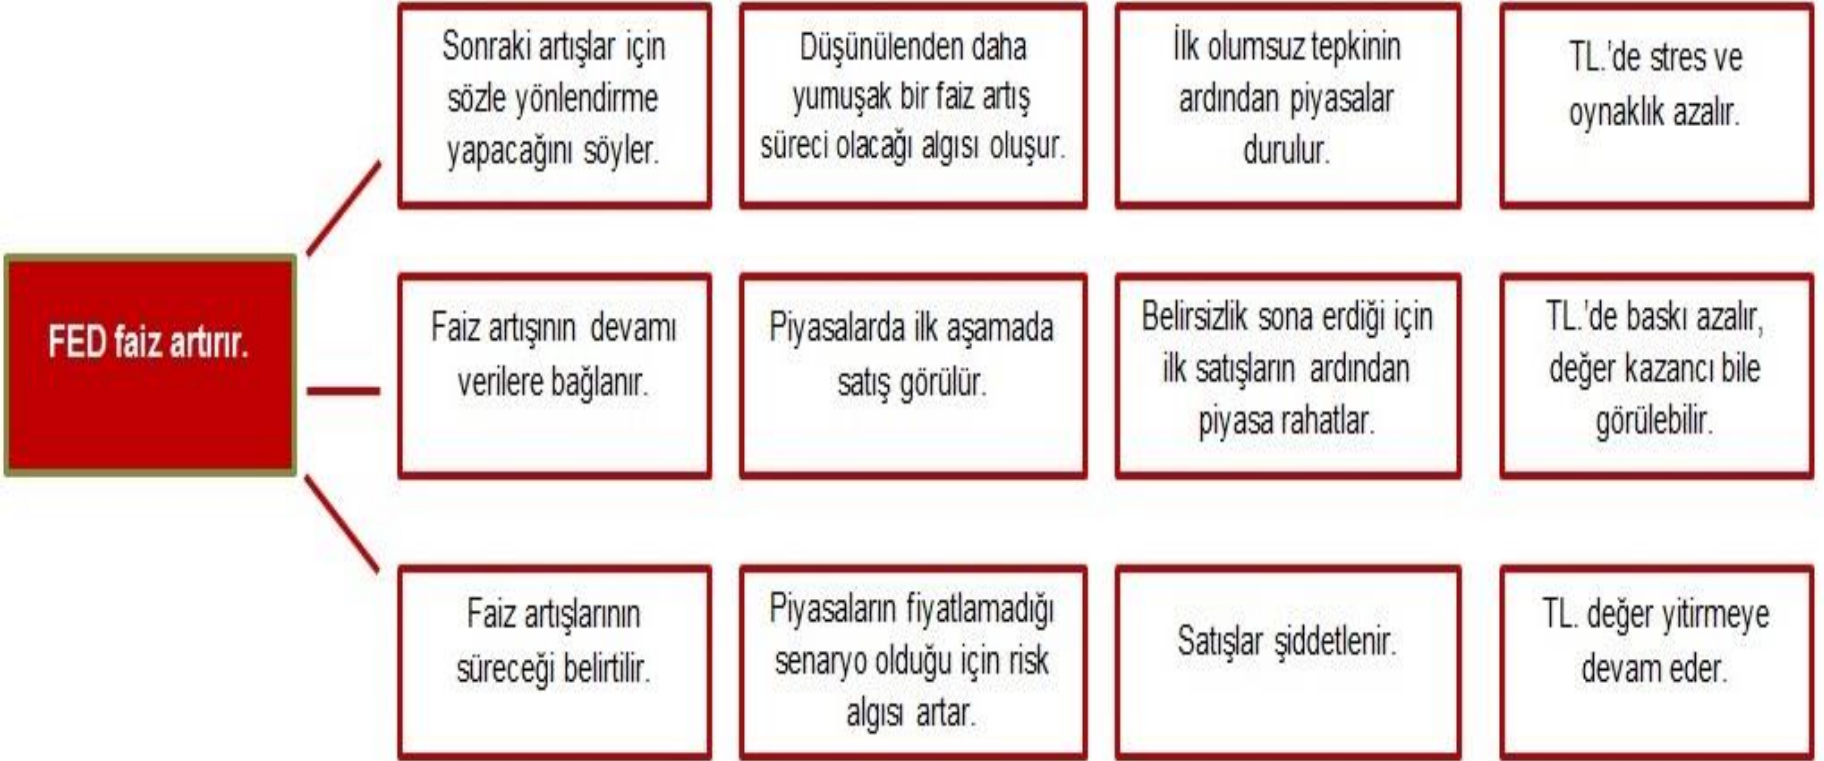 FED faiz artırır.
Sonraki artışlar için
sözle yönlendirme
yapacağını söyler.
Düşünülenden daha
yumuşak bir faiz artış
süreci olacağı algısı oluşur.
İlk olumsuz tepkinin
ardından piyasalar
durulur.
TL.'de stres ve
oynaklık azalır.
Faiz artışının devamı
verilere bağlanır.
Piyasalarda ilk aşamada
satış görülür.
Belirsizlik sona erdiği için
ilk satışların ardından
piyasa rahatlar.
TL.'de baskı azalır,
değer kazancı bile
görülebilir.
Faiz artışlarının
süreceği belirtilir.
Piyasaların fiyatlamadığı
senaryo olduğu için risk
algısı artar.
Satışlar şiddetlenir.
TL. değer yitirmeye
devam eder.